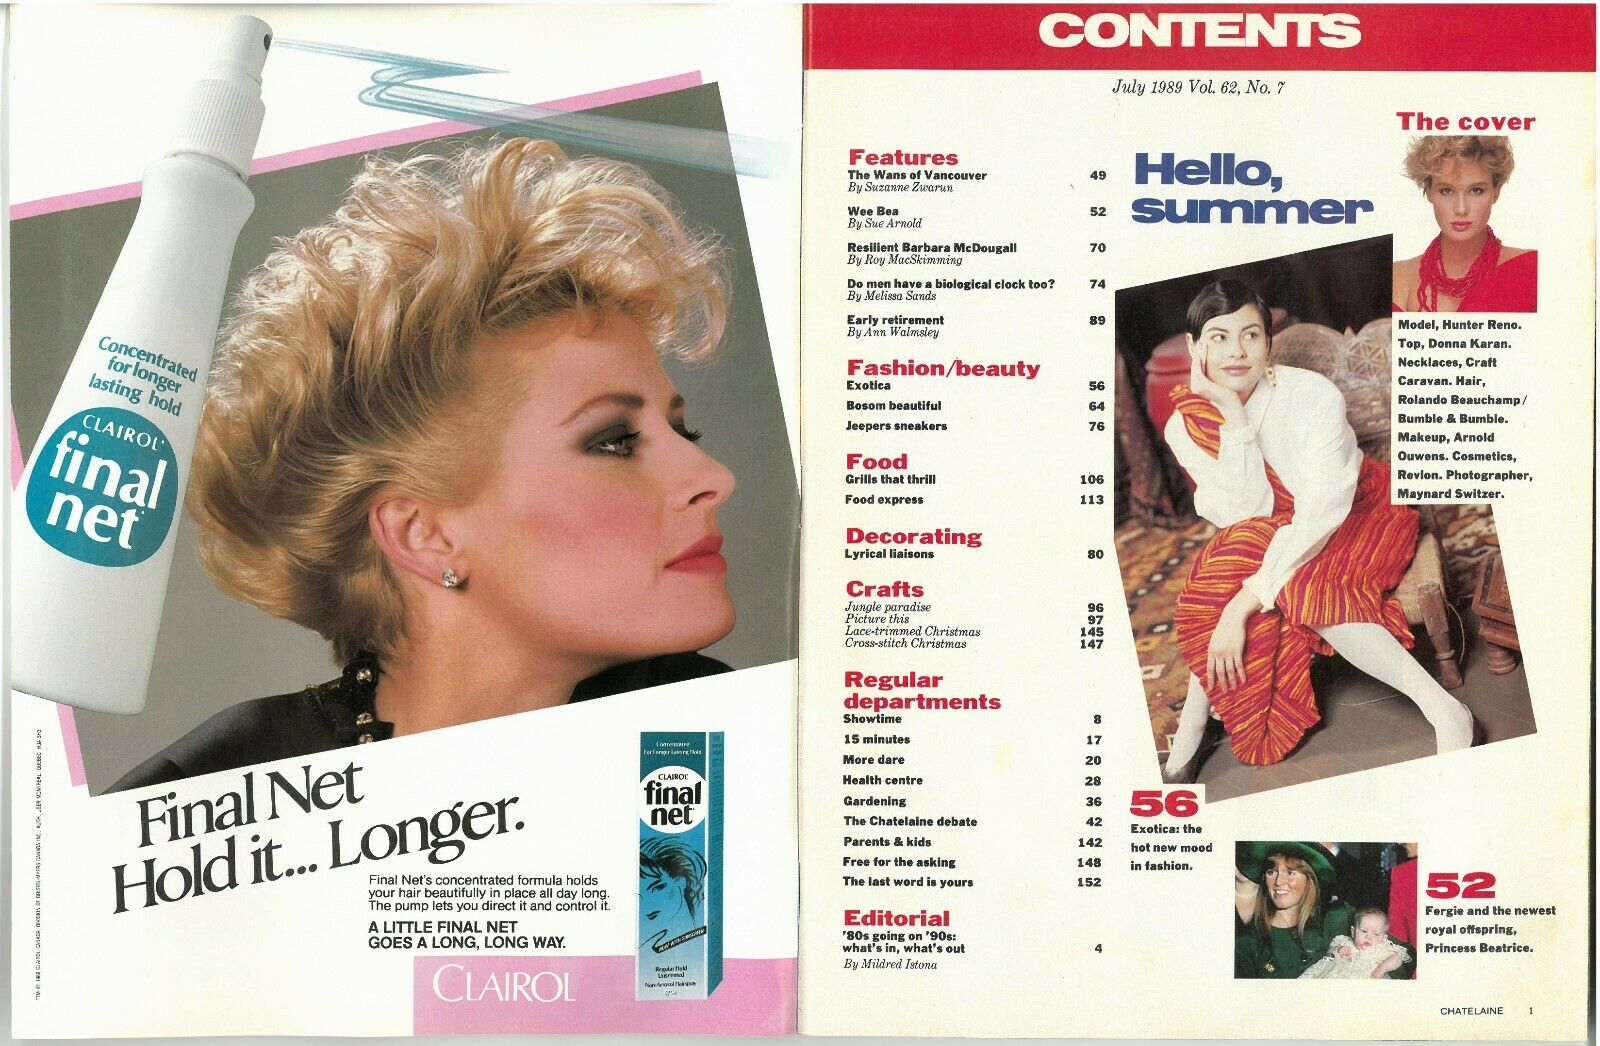 Concentrated
for longer
lasting hold
CLAIROL
final
net
Final Net
Hold it... Longer.
Final Net's concentrated formula holds
your hair beautifully in place all day long.
The pump lets you direct it and control it.
A LITTLE FINAL NET
GOES A LONG, LONG WAY.
Concentrated
For Longer Lasting Hold
CLAIROL
final
net
Regular Hold
Unscented
Non-Aerosol Hairspray
CLAIROL
CONTENTS
July 1989 Vol. 62, No. 7
Features
The Wans of Vancouver 49
By Suzanne Zwarun
Wee Bea 52
By Sue Arnold
Resilient Barbara McDougall 70
By Roy MacSkimming
Do men have a biological clock too? 74
By Melissa Sands
Early retirement 89
By Ann Walmsley
Fashion/beauty
Exotica 56
Bosom beautiful 64
Jeepers sneakers 76
Food
Grills that thrill 106
Food express 113
Decorating
Lyrical liaisons 80
Crafts
Jungle paradise 96
Picture this 97
Lace-trimmed Christmas 145
Cross-stitch Christmas 147
Regular
departments
Showtime 8
15 minutes 17
More dare 20
Health centre 28
Gardening 36
The Chatelaine debate 42
Parents & kids 142
Free for the asking 148
The last word is yours 152
Editorial
'80s going on '90s:
what's in, what's out 4
By Mildred Istona
Hello,
summer
The cover
Model, Hunter Reno.
Top, Donna Karan.
Necklaces, Craft
Caravan. Hair,
Rolando Beauchamp/
Bumble & Bumble.
Makeup, Arnold
Ouwens. Cosmetics,
Revlon. Photographer,
Maynard Switzer.
56
Exotica: the
hot new mood
in fashion.
52
Fergie and the newest
royal offspring,
Princess Beatrice.
CHATELAINE 1